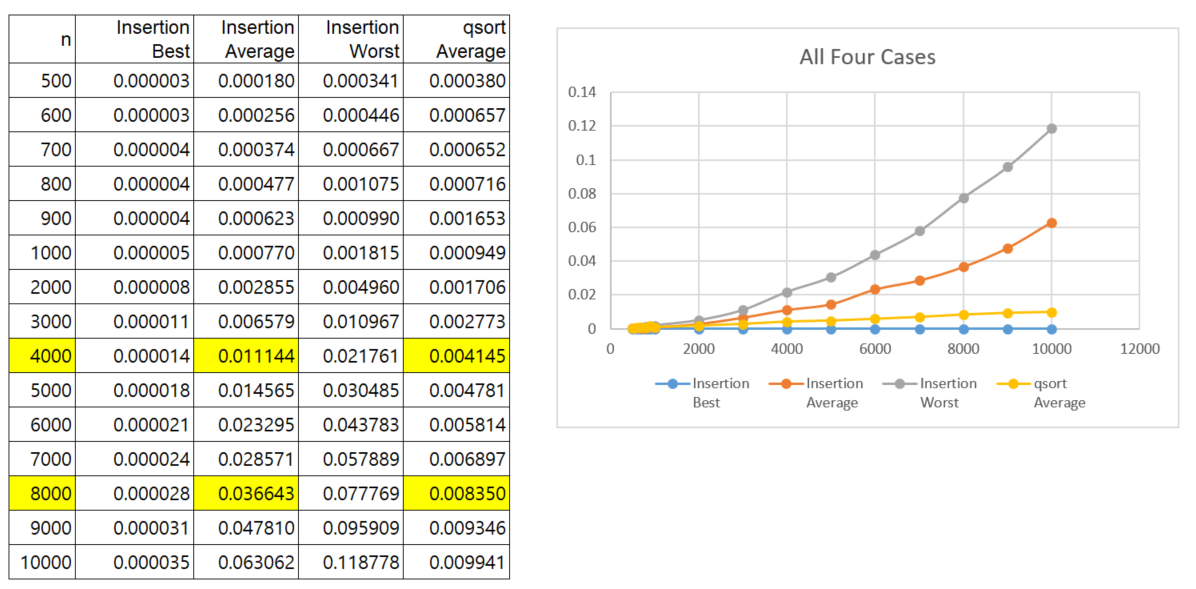 n Insertion Best Insertion Average Insertion Worst qsort Average
500 0.000003 0.000180 0.000341 0.000380
600 0.000003 0.000256 0.000446 0.000657
700 0.000004 0.000374 0.000667 0.000652
800 0.000004 0.000477 0.001075 0.000716
900 0.000004 0.000623 0.000990 0.001653
1000 0.000005 0.000770 0.001815 0.000949
2000 0.000008 0.002855 0.004960 0.001706
3000 0.000011 0.006579 0.010967 0.002773
4000 0.000014 0.011144 0.021761 0.004145
5000 0.000018 0.014565 0.030485 0.004781
6000 0.000021 0.023295 0.043783 0.005814
7000 0.000024 0.028571 0.057889 0.006897
8000 0.000028 0.036643 0.077769 0.008350
9000 0.000031 0.047810 0.095909 0.009346
10000 0.000035 0.063062 0.118778 0.009941
All Four Cases
0.14
0.12
0.1
0.08
0.06
0.04
0.02
0
0 2000 4000 6000 8000 10000 12000
Insertion Insertion Insertion qsort
Best Average Worst Average